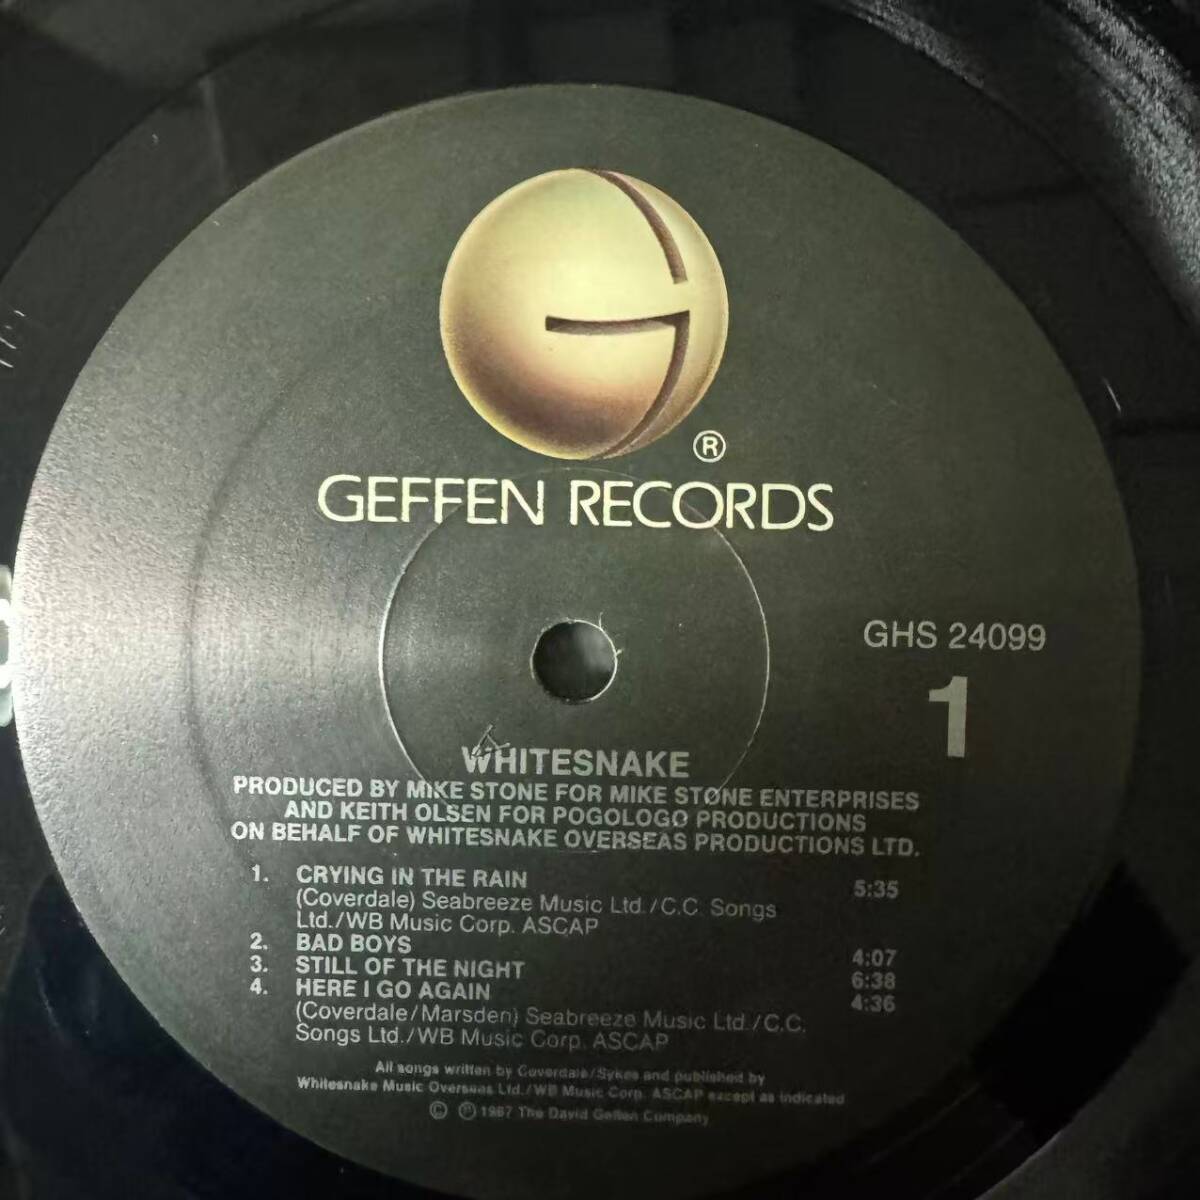 ®
GEFFEN RECORDS
GHS 24099
1
WHITESNAKE
PRODUCED BY MIKE STONE FOR MIKE STONE ENTERPRISES
AND KEITH OLSEN FOR POGOLOGO PRODUCTIONS
ON BEHALF OF WHITESNAKE OVERSEAS PRODUCTIONS LTD.
1. CRYING IN THE RAIN 5:35
(Coverdale) Seabreeze Music Ltd./C.C. Songs
Ltd./WB Music Corp. ASCAP
2. BAD BOYS 4:07
3. STILL OF THE NIGHT 6:38
4. HERE I GO AGAIN 4:36
(Coverdale/Marsden) Seabreeze Music Ltd./C.C.
Songs Ltd./WB Music Corp. ASCAP
All songs written by Coverdale/Sykes and published by
Whitesnake Music Overseas Ltd./WB Music Corp. ASCAP except as indicated
© ℗ 1987 The David Geffen Company